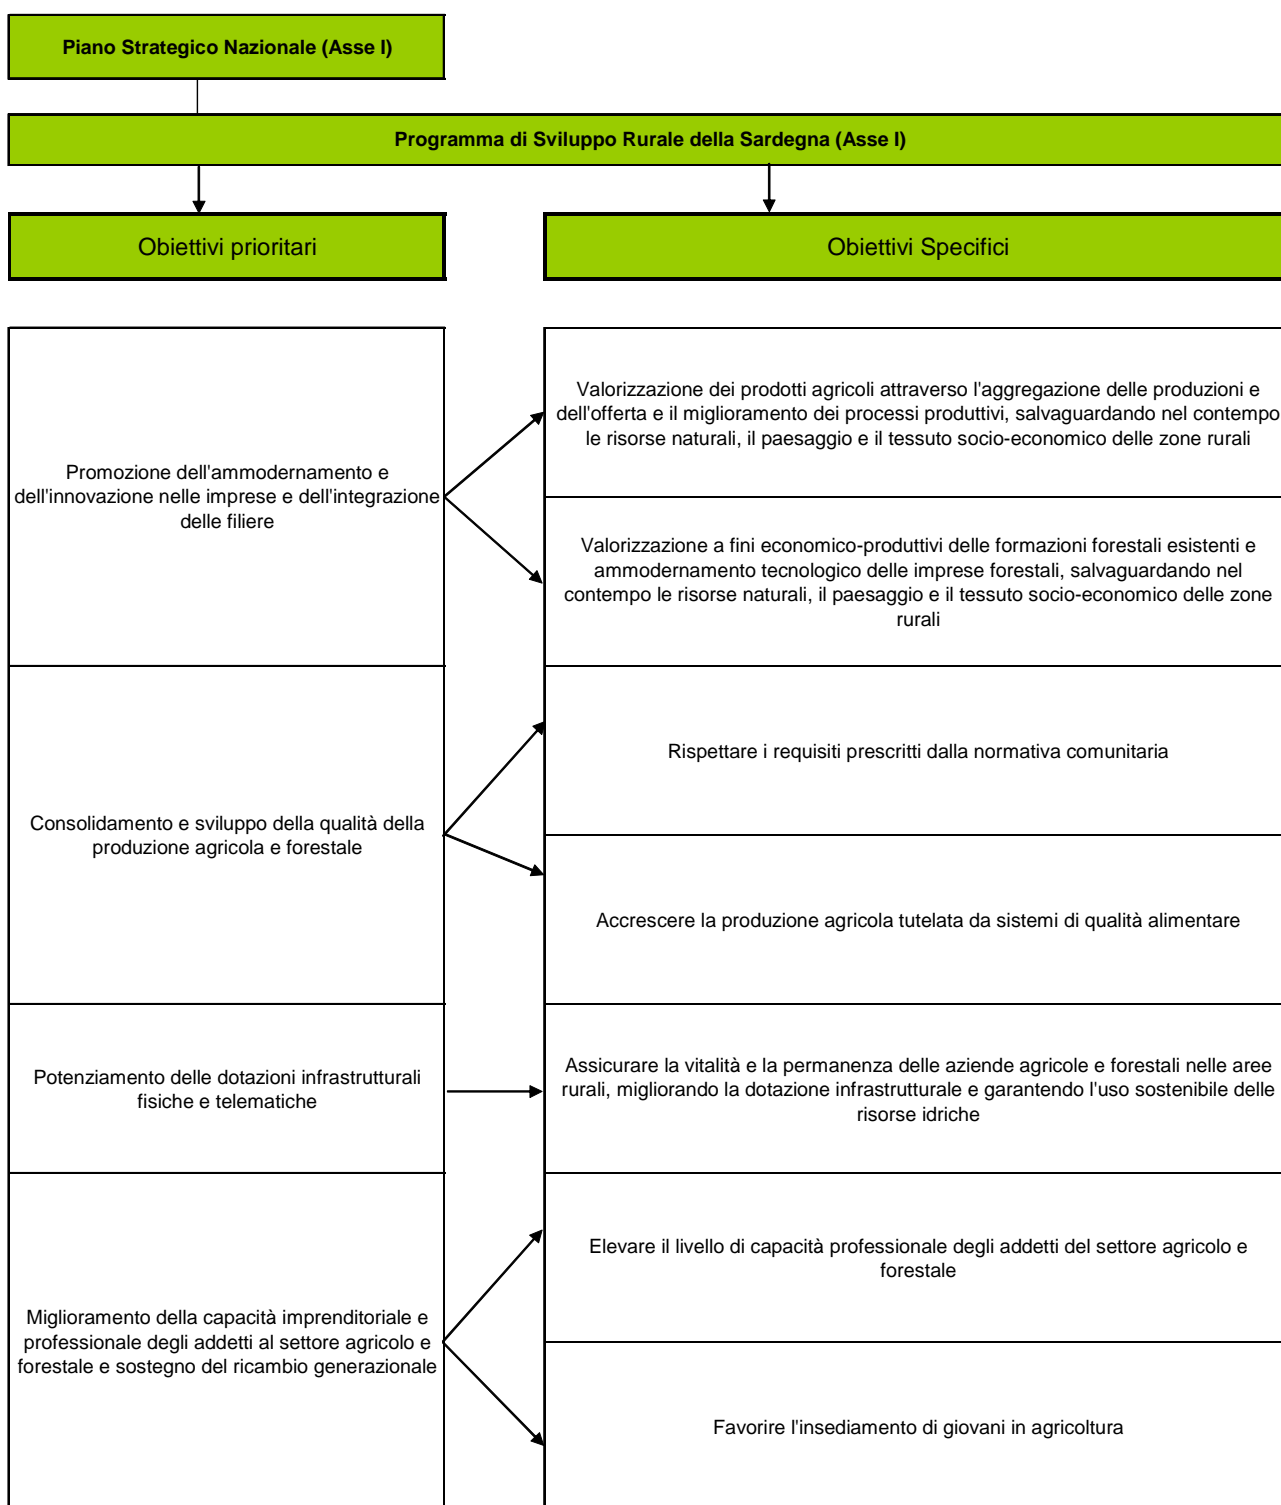 Piano Strategico Nazionale (Asse I)
Programma di Sviluppo Rurale della Sardegna (Asse I)
Obiettivi prioritari
Obiettivi Specifici
Promozione dell'ammodernamento e
dell'innovazione nelle imprese e dell'integrazione
delle filiere
Valorizzazione dei prodotti agricoli attraverso l'aggregazione delle produzioni e
dell'offerta e il miglioramento dei processi produttivi, salvaguardando nel contempo
le risorse naturali, il paesaggio e il tessuto socio-economico delle zone rurali
Valorizzazione a fini economico-produttivi delle formazioni forestali esistenti e
ammodernamento tecnologico delle imprese forestali, salvaguardando nel
contempo le risorse naturali, il paesaggio e il tessuto socio-economico delle zone
rurali
Consolidamento e sviluppo della qualità della
produzione agricola e forestale
Rispettare i requisiti prescritti dalla normativa comunitaria
Accrescere la produzione agricola tutelata da sistemi di qualità alimentare
Potenziamento delle dotazioni infrastrutturali
fisiche e telematiche
Assicurare la vitalità e la permanenza delle aziende agricole e forestali nelle aree
rurali, migliorando la dotazione infrastrutturale e garantendo l'uso sostenibile delle
risorse idriche
Miglioramento della capacità imprenditoriale e
professionale degli addetti al settore agricolo e
forestale e sostegno del ricambio generazionale
Elevare il livello di capacità professionale degli addetti del settore agricolo e
forestale
Favorire l'insediamento di giovani in agricoltura